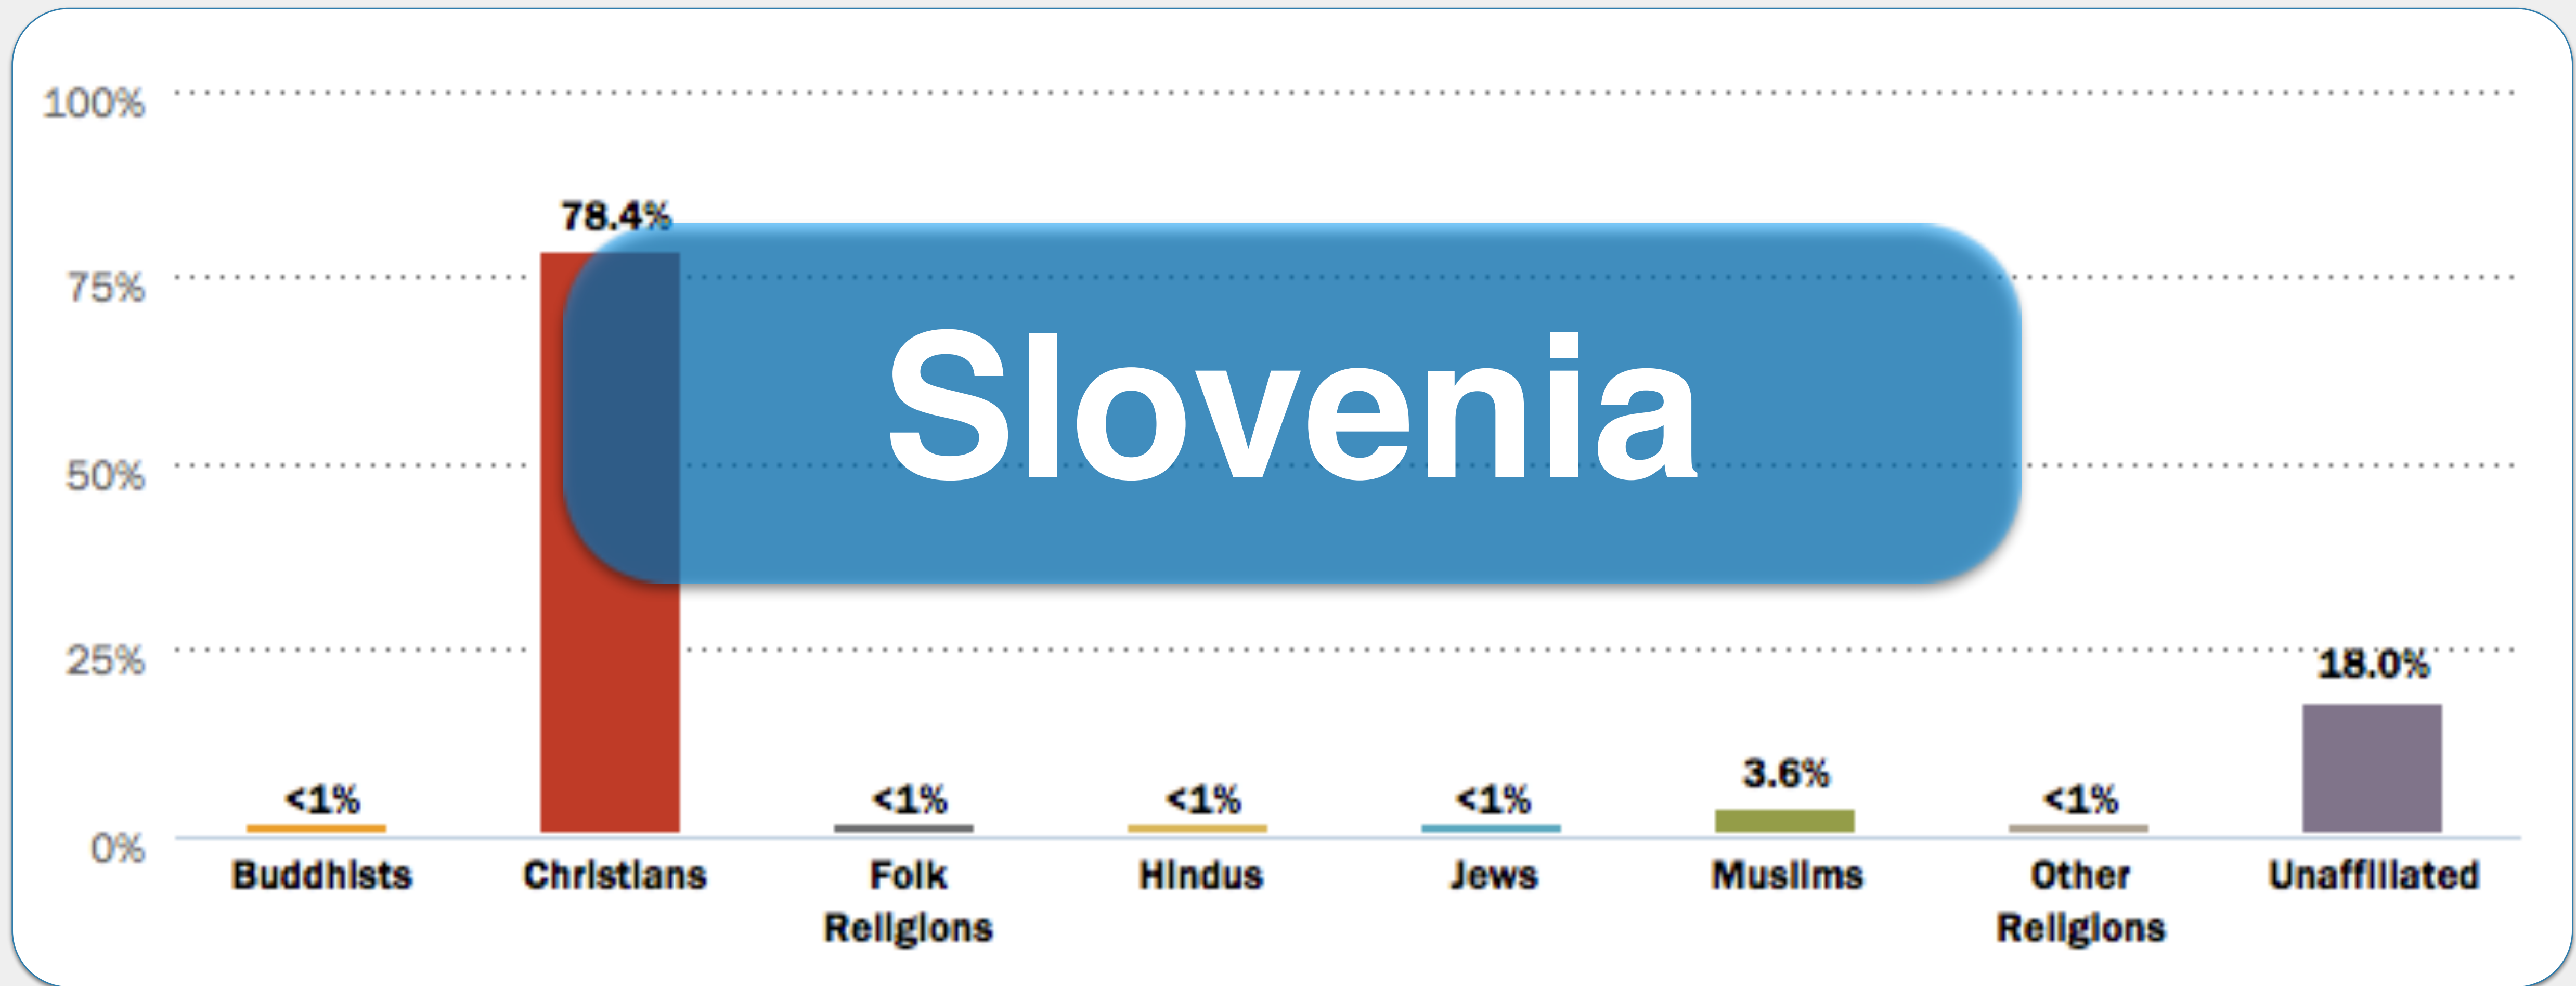 100%
78.4%
75%
Slovenia
50%
25%
18.0%
<1%
<1%
<1%
<1%
3.6%
<1%
0%
Buddhists
Christians
Folk
Religions
Hindus
Jews
Muslims
Other
Religions
Unaffiliated